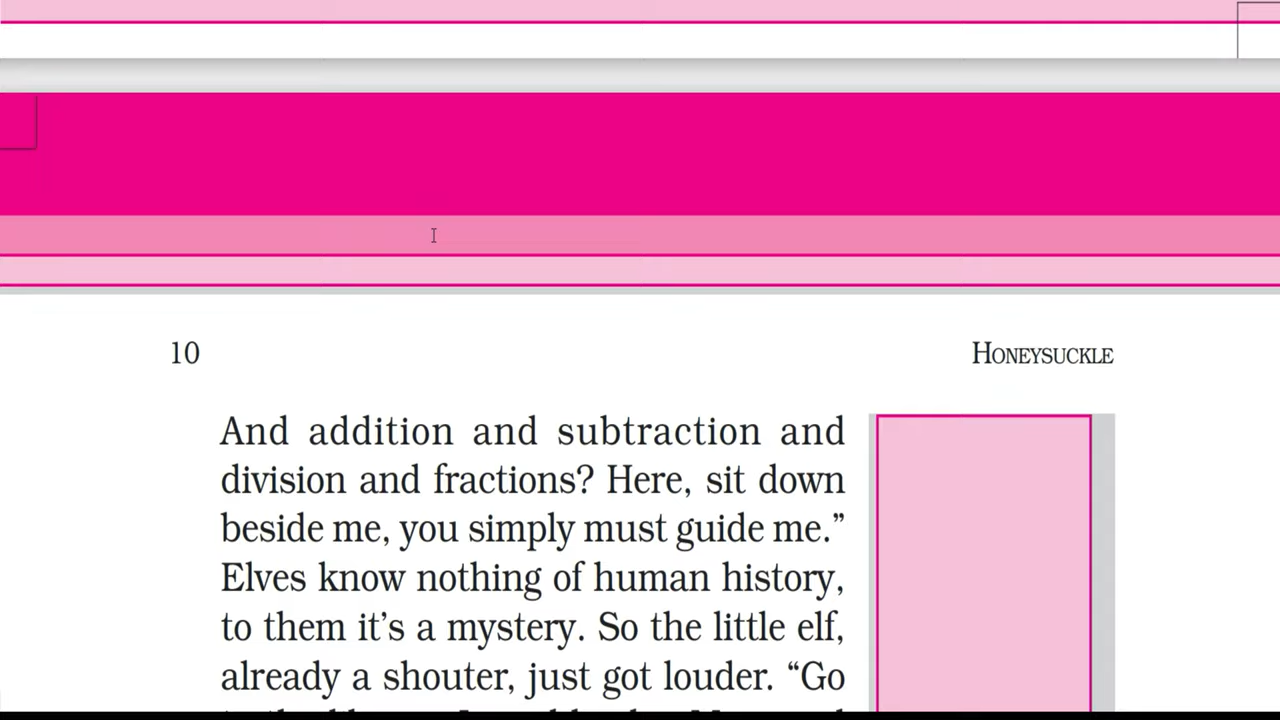 10
HONEYSUCKLE
And addition and subtraction and
division and fractions? Here, sit down
beside me, you simply must guide me.”
Elves know nothing of human history,
to them it’s a mystery. So the little elf,
already a shouter, just got louder. “Go